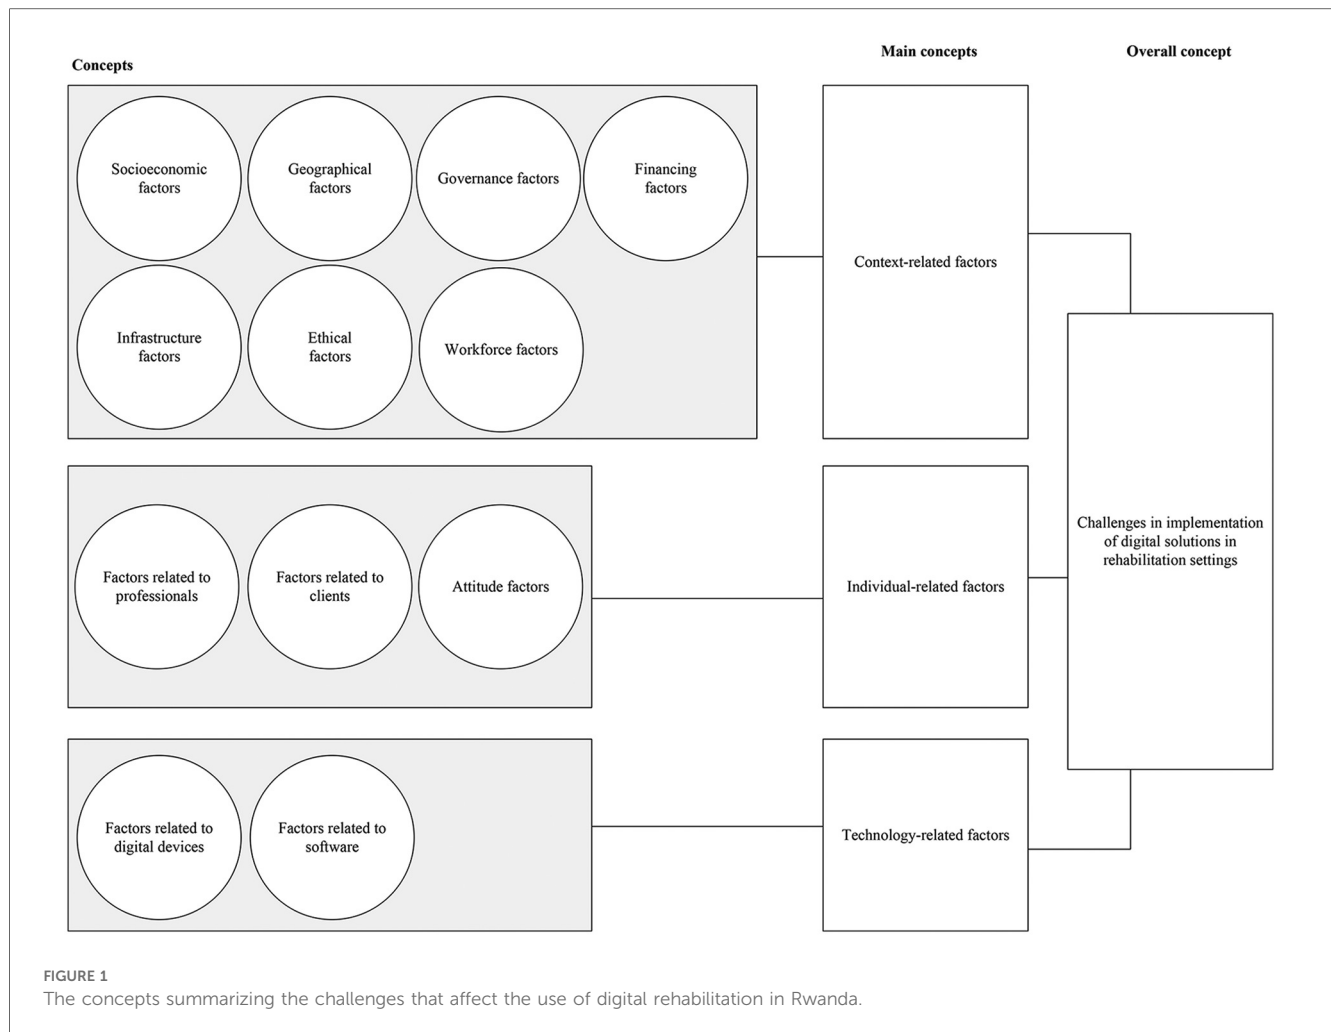 Concepts
Main concepts
Overall concept
Socioeconomic
factors
Geographical
factors
Governance factors
Financing
factors
Infrastructure
factors
Ethical
factors
Workforce factors
Context-related factors
Factors related to
professionals
Factors related to
clients
Attitude factors
Individual-related factors
Challenges in implementation
of digital solutions in
rehabilitation settings
Factors related to
digital devices
Factors related to
software
Technology-related factors
FIGURE 1
The concepts summarizing the challenges that affect the use of digital rehabilitation in Rwanda.